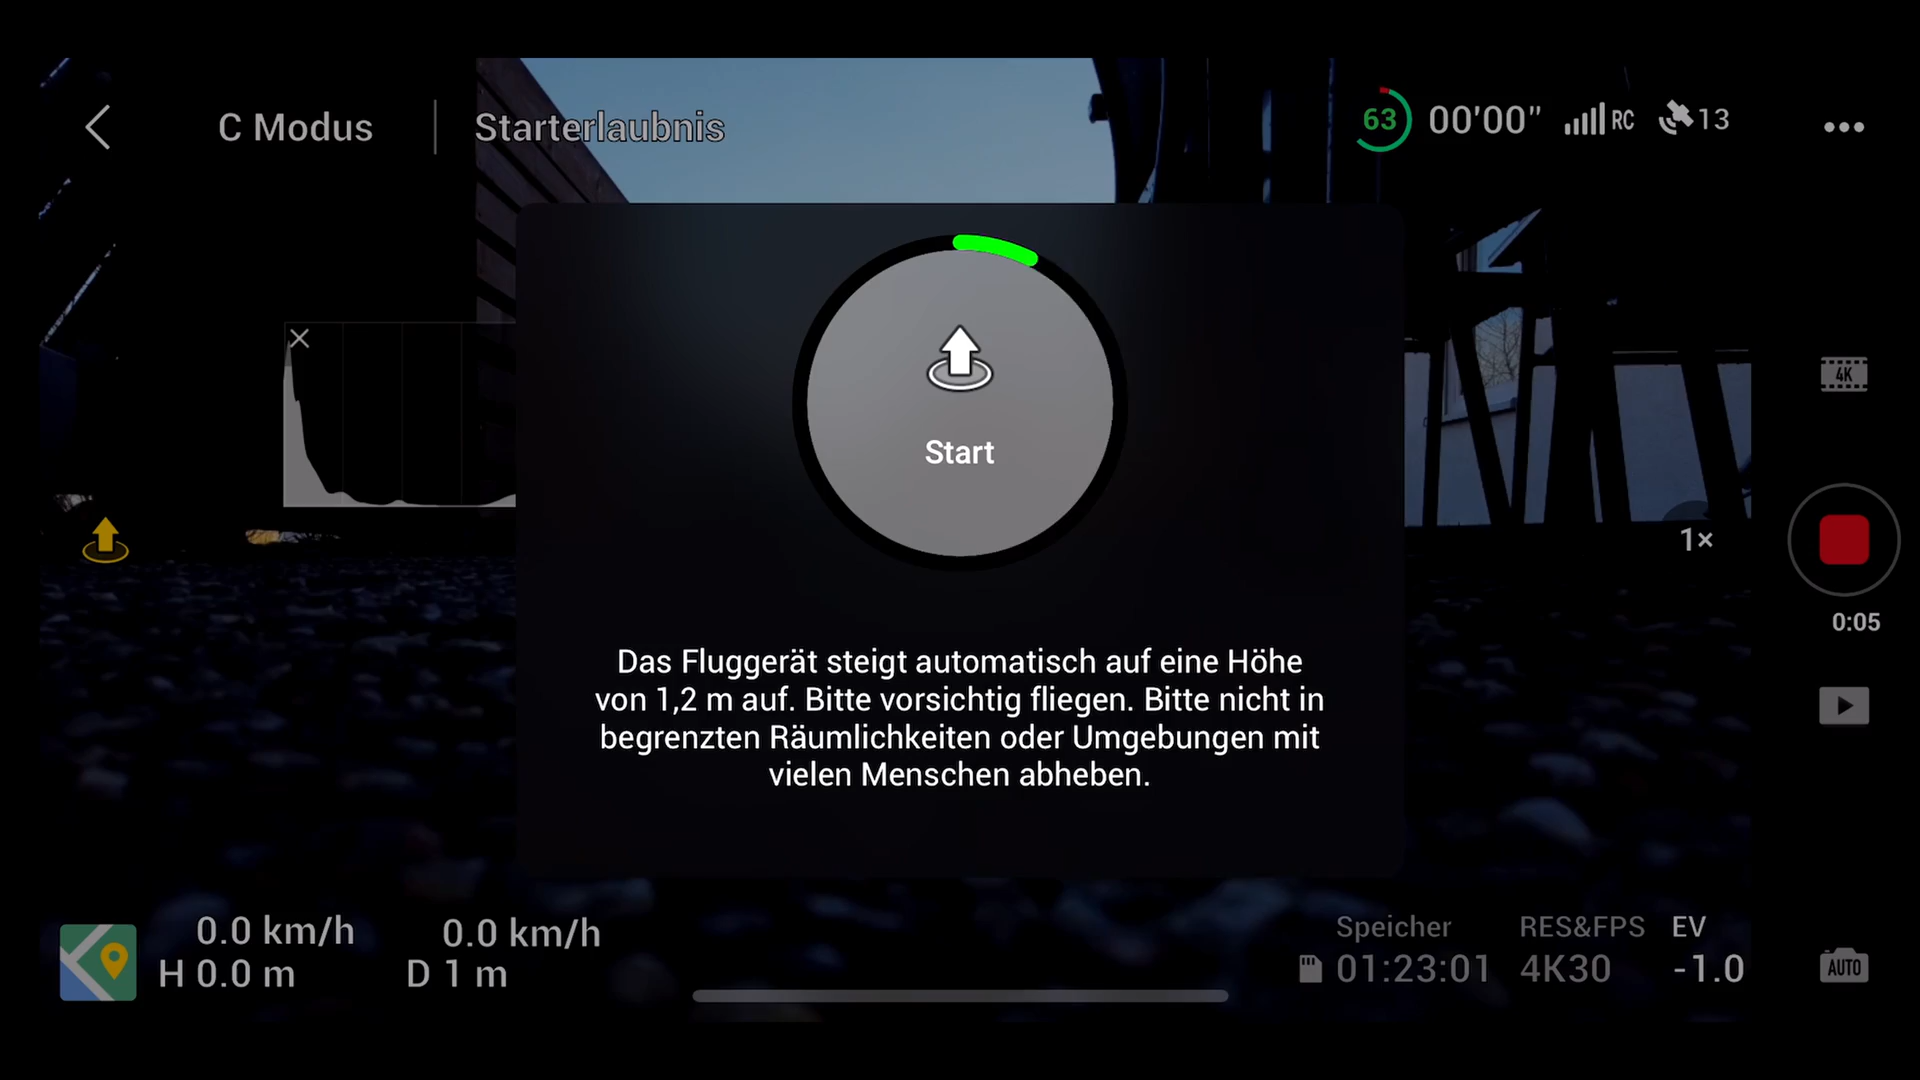 C Modus
Starterlaubnis
63
00'00"
RC
13
Start
4K
1×
0:05
Das Fluggerät steigt automatisch auf eine Höhe
von 1,2 m auf. Bitte vorsichtig fliegen. Bitte nicht in
begrenzten Räumlichkeiten oder Umgebungen mit
vielen Menschen abheben.
0.0 km/h
0.0 km/h
H 0.0 m
D 1 m
Speicher
RES&FPS
EV
01:23:01
4K30
-1.0
AUTO